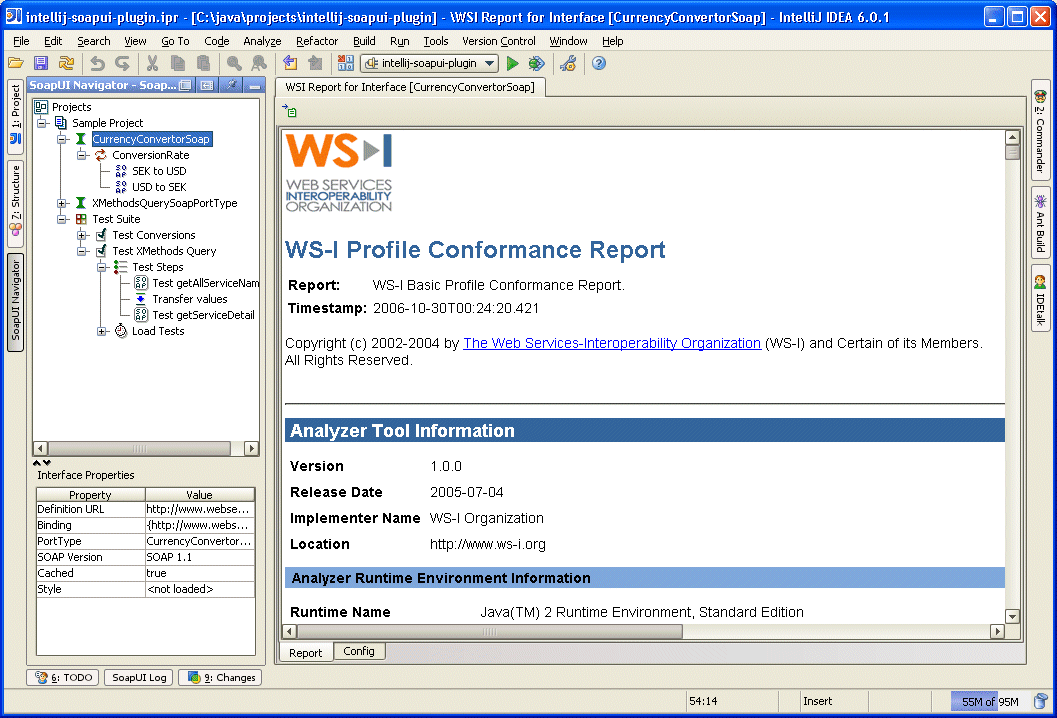 intellij-soapui-plugin.ipr - [C:\java\projects\intellij-soapui-plugin] - \WSI Report for Interface [CurrencyConvertorSoap] - IntelliJ IDEA 6.0.1
File Edit Search View Go To Code Analyze Refactor Build Run Tools Version Control Window Help
intellij-soapui-plugin
1: Project
7: Structure
SoapUI Navigator
SoapUI Navigator - Soap...
Projects
Sample Project
CurrencyConvertorSoap
ConversionRate
SEK to USD
USD to SEK
XMethodsQuerySoapPortType
Test Suite
Test Conversions
Test XMethods Query
Test Steps
Test getAllServiceNam
Transfer values
Test getServiceDetail
Load Tests
Interface Properties
Property Value
Definition URL http://www.webse...
Binding {http://www.webs...
PortType CurrencyConvertor...
SOAP Version SOAP 1.1
Cached true
Style <not loaded>
WSI Report for Interface [CurrencyConvertorSoap]
WS I
WEB SERVICES
INTEROPERABILITY
ORGANIZATION
WS-I Profile Conformance Report
Report: WS-I Basic Profile Conformance Report.
Timestamp: 2006-10-30T00:24:20.421
Copyright (c) 2002-2004 by The Web Services-Interoperability Organization (WS-I) and Certain of its Members.
All Rights Reserved.
Analyzer Tool Information
Version 1.0.0
Release Date 2005-07-04
Implementer Name WS-I Organization
Location http://www.ws-i.org
Analyzer Runtime Environment Information
Runtime Name Java(TM) 2 Runtime Environment, Standard Edition
Report Config
2: Commander
Ant Build
IDEtalk
6: TODO SoapUI Log 9: Changes
54:14 Insert 55M of 95M